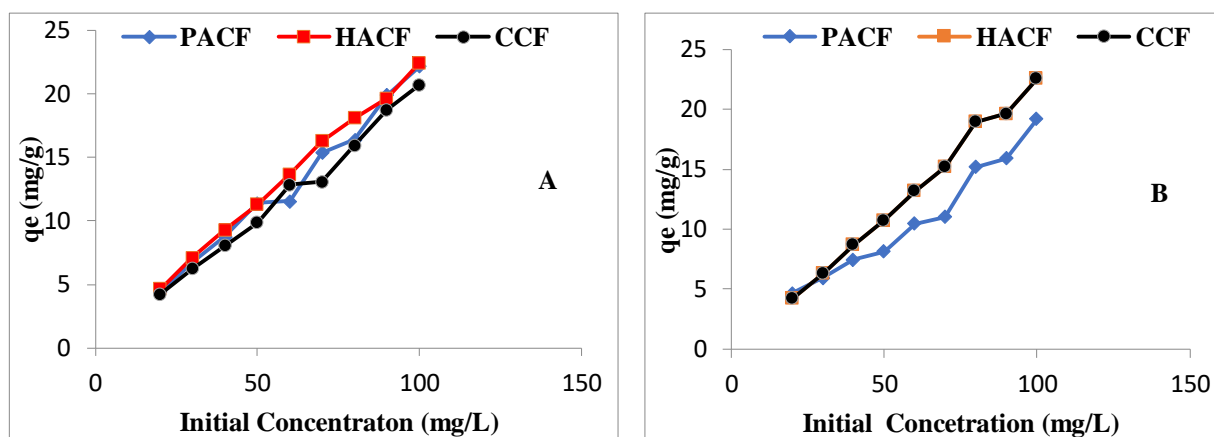 PACF HACF CCF
25
20
15
10
5
0
qe (mg/g)
A
0 50 100 150
Initial Concentraton (mg/L)
PACF HACF CCF
25
20
15
10
5
0
qe (mg/g)
B
0 50 100 150
Initial Concetration (mg/L)